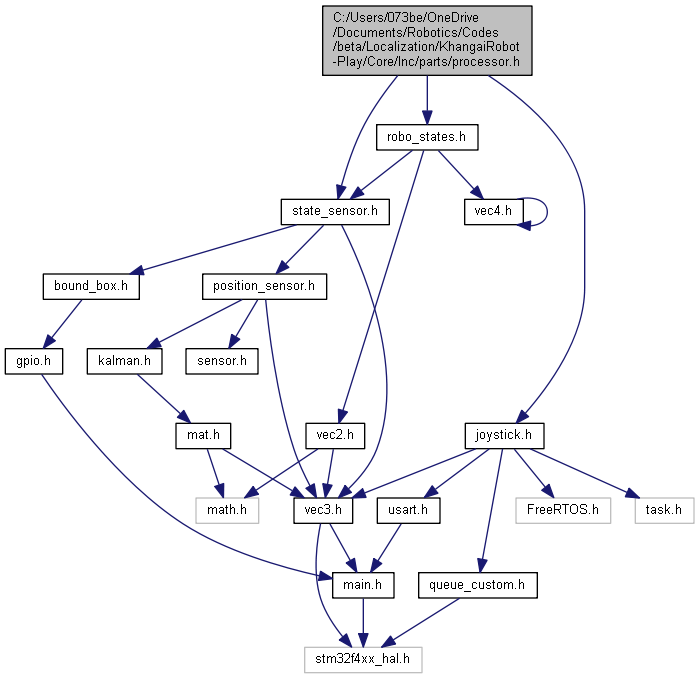 C:/Users/073be/OneDrive
/Documents/Robotics/Codes
/beta/Localization/KhangaiRobot
-Play/Core/Inc/parts/processor.h
robo_states.h
state_sensor.h
vec4.h
bound_box.h
position_sensor.h
gpio.h
kalman.h
sensor.h
mat.h
vec2.h
joystick.h
math.h
vec3.h
usart.h
FreeRTOS.h
task.h
main.h
queue_custom.h
stm32f4xx_hal.h